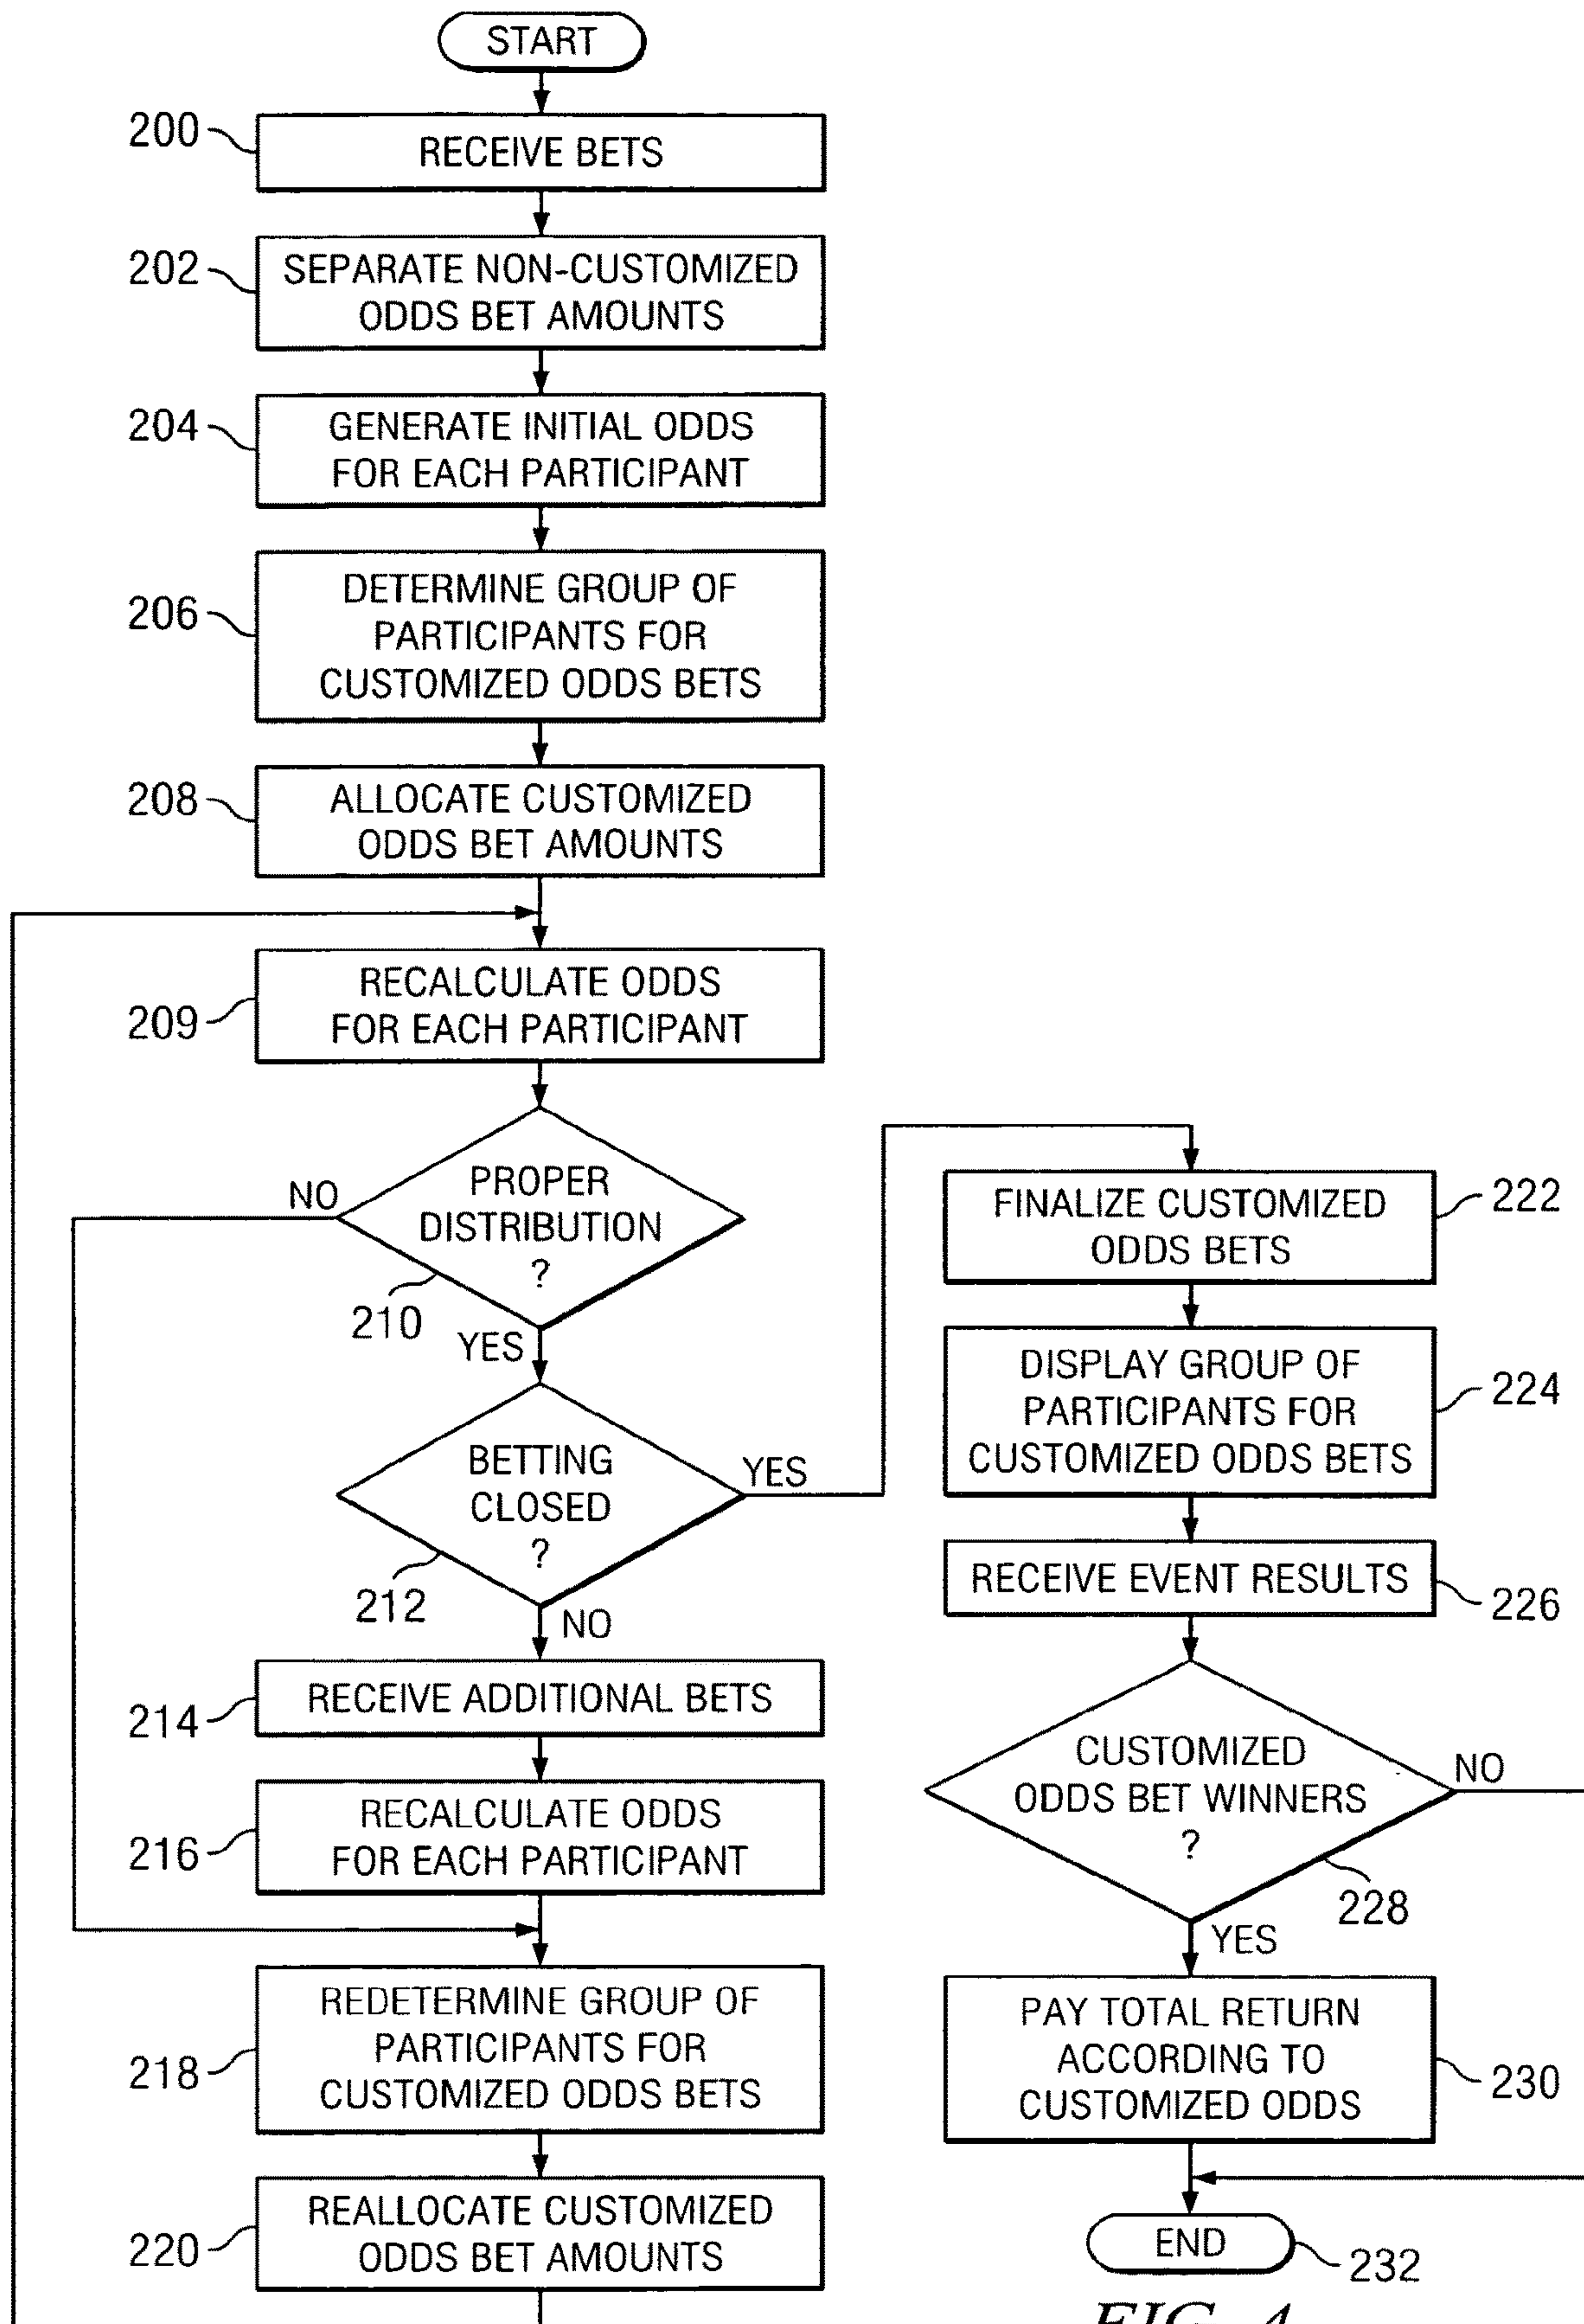 START
200
RECEIVE BETS
202
SEPARATE NON-CUSTOMIZED
ODDS BET AMOUNTS
204
GENERATE INITIAL ODDS
FOR EACH PARTICIPANT
206
DETERMINE GROUP OF
PARTICIPANTS FOR
CUSTOMIZED ODDS BETS
208
ALLOCATE CUSTOMIZED
ODDS BET AMOUNTS
209
RECALCULATE ODDS
FOR EACH PARTICIPANT
NO
PROPER
DISTRIBUTION
?
210
YES
BETTING
CLOSED
?
YES
212
NO
214
RECEIVE ADDITIONAL BETS
216
RECALCULATE ODDS
FOR EACH PARTICIPANT
218
REDETERMINE GROUP OF
PARTICIPANTS FOR
CUSTOMIZED ODDS BETS
220
REALLOCATE CUSTOMIZED
ODDS BET AMOUNTS
FINALIZE CUSTOMIZED
ODDS BETS
222
DISPLAY GROUP OF
PARTICIPANTS FOR
CUSTOMIZED ODDS BETS
224
RECEIVE EVENT RESULTS
226
CUSTOMIZED
ODDS BET WINNERS
?
NO
228
YES
PAY TOTAL RETURN
ACCORDING TO
CUSTOMIZED ODDS
230
END
232
FIG. 4